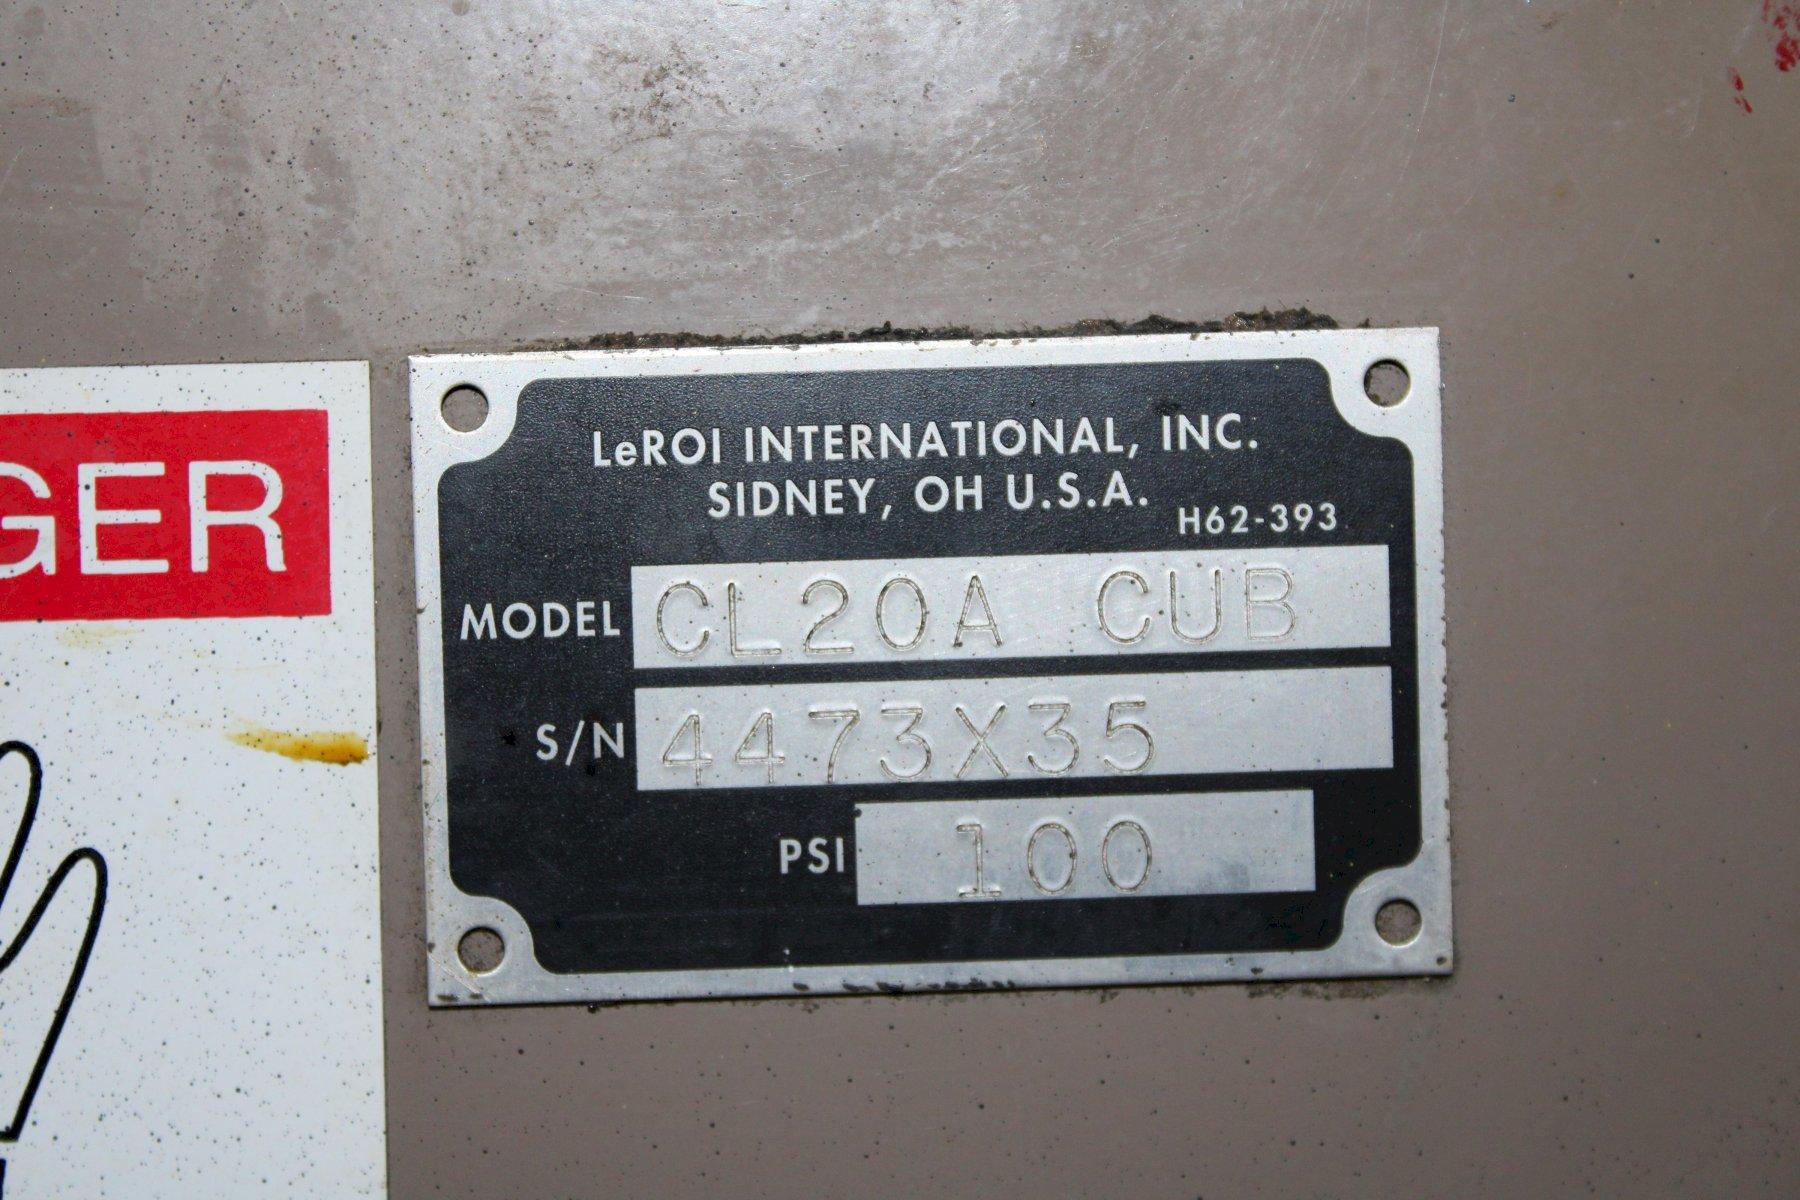 GER
LeROI INTERNATIONAL, INC.
SIDNEY, OH U.S.A.
H62-393
MODEL CL20A CUB
S/N 4473X35
PSI 100